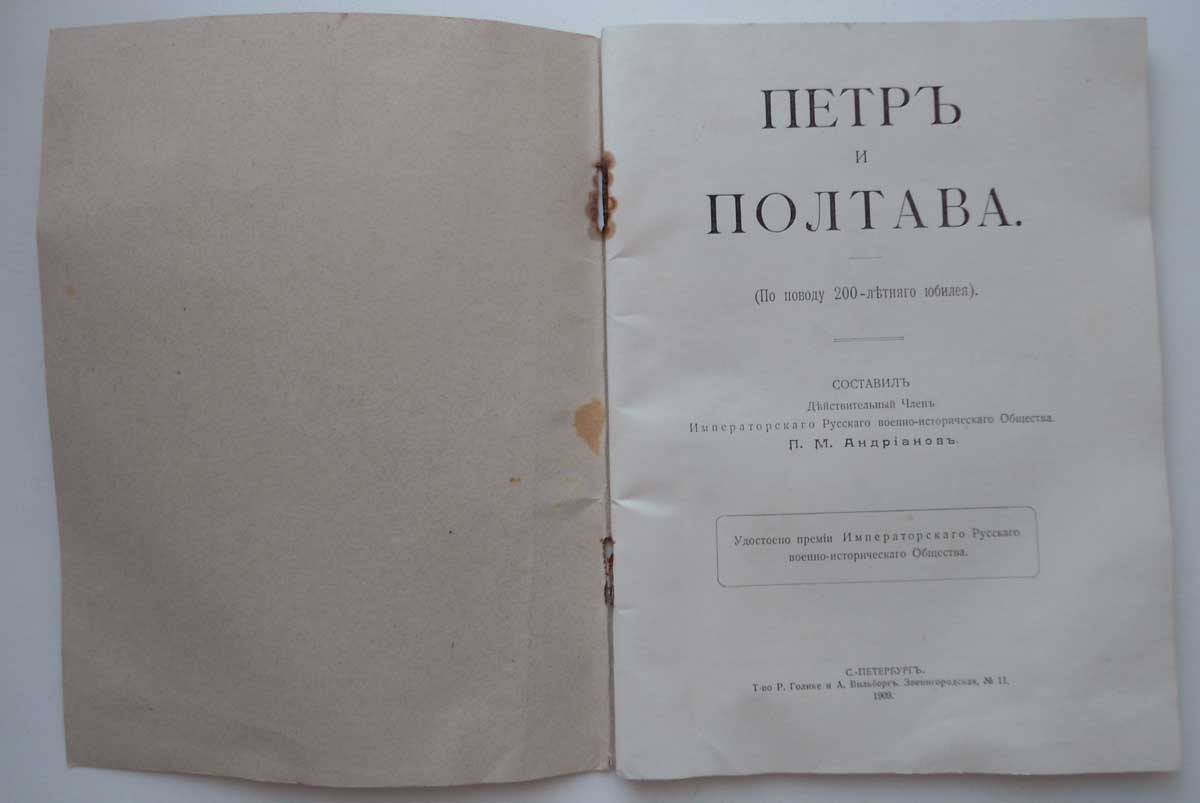 ПЕТРЪ
И
ПОЛТАВА.
(По поводу 200-лѣтняго юбилея).
СОСТАВИЛЪ
Дѣйствительный Членъ
Императорскаго Русскаго военно-историческаго Общества.
П. М. Андріановъ.
Удостоено преміи Императорскаго Русскаго
военно-историческаго Общества.
С.-ПЕТЕРБУРГЪ.
Т-во Р. Голике и А. Вильборгъ. Звенигородская, № 11.
1909.